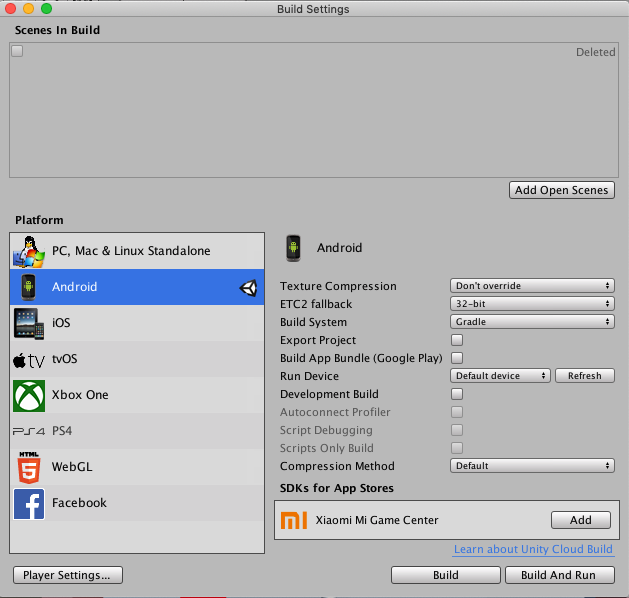 Build Settings
Scenes In Build
Deleted
Add Open Scenes
Platform
PC, Mac & Linux Standalone
Android
iOS
tvOS
Xbox One
PS4
WebGL
Facebook
Android
Texture Compression Don't override
ETC2 fallback 32-bit
Build System Gradle
Export Project
Build App Bundle (Google Play)
Run Device Default device Refresh
Development Build
Autoconnect Profiler
Script Debugging
Scripts Only Build
Compression Method Default
SDKs for App Stores
Xiaomi Mi Game Center Add
Learn about Unity Cloud Build
Player Settings... Build Build And Run